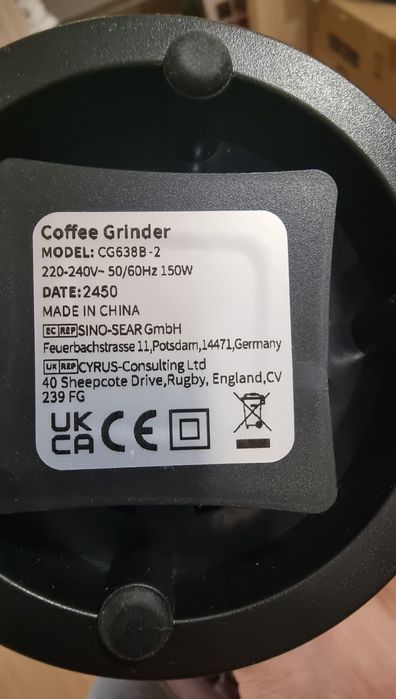 Coffee Grinder
MODEL: CG638B-2
220-240V~ 50/60Hz 150W
DATE:2450
MADE IN CHINA
EC REP SINO-SEAR GmbH
Feuerbachstrasse 11,Potsdam,14471,Germany
UK REP CYRUS-Consulting Ltd
40 Sheepcote Drive,Rugby, England,CV
239 FG
UK
CA CE